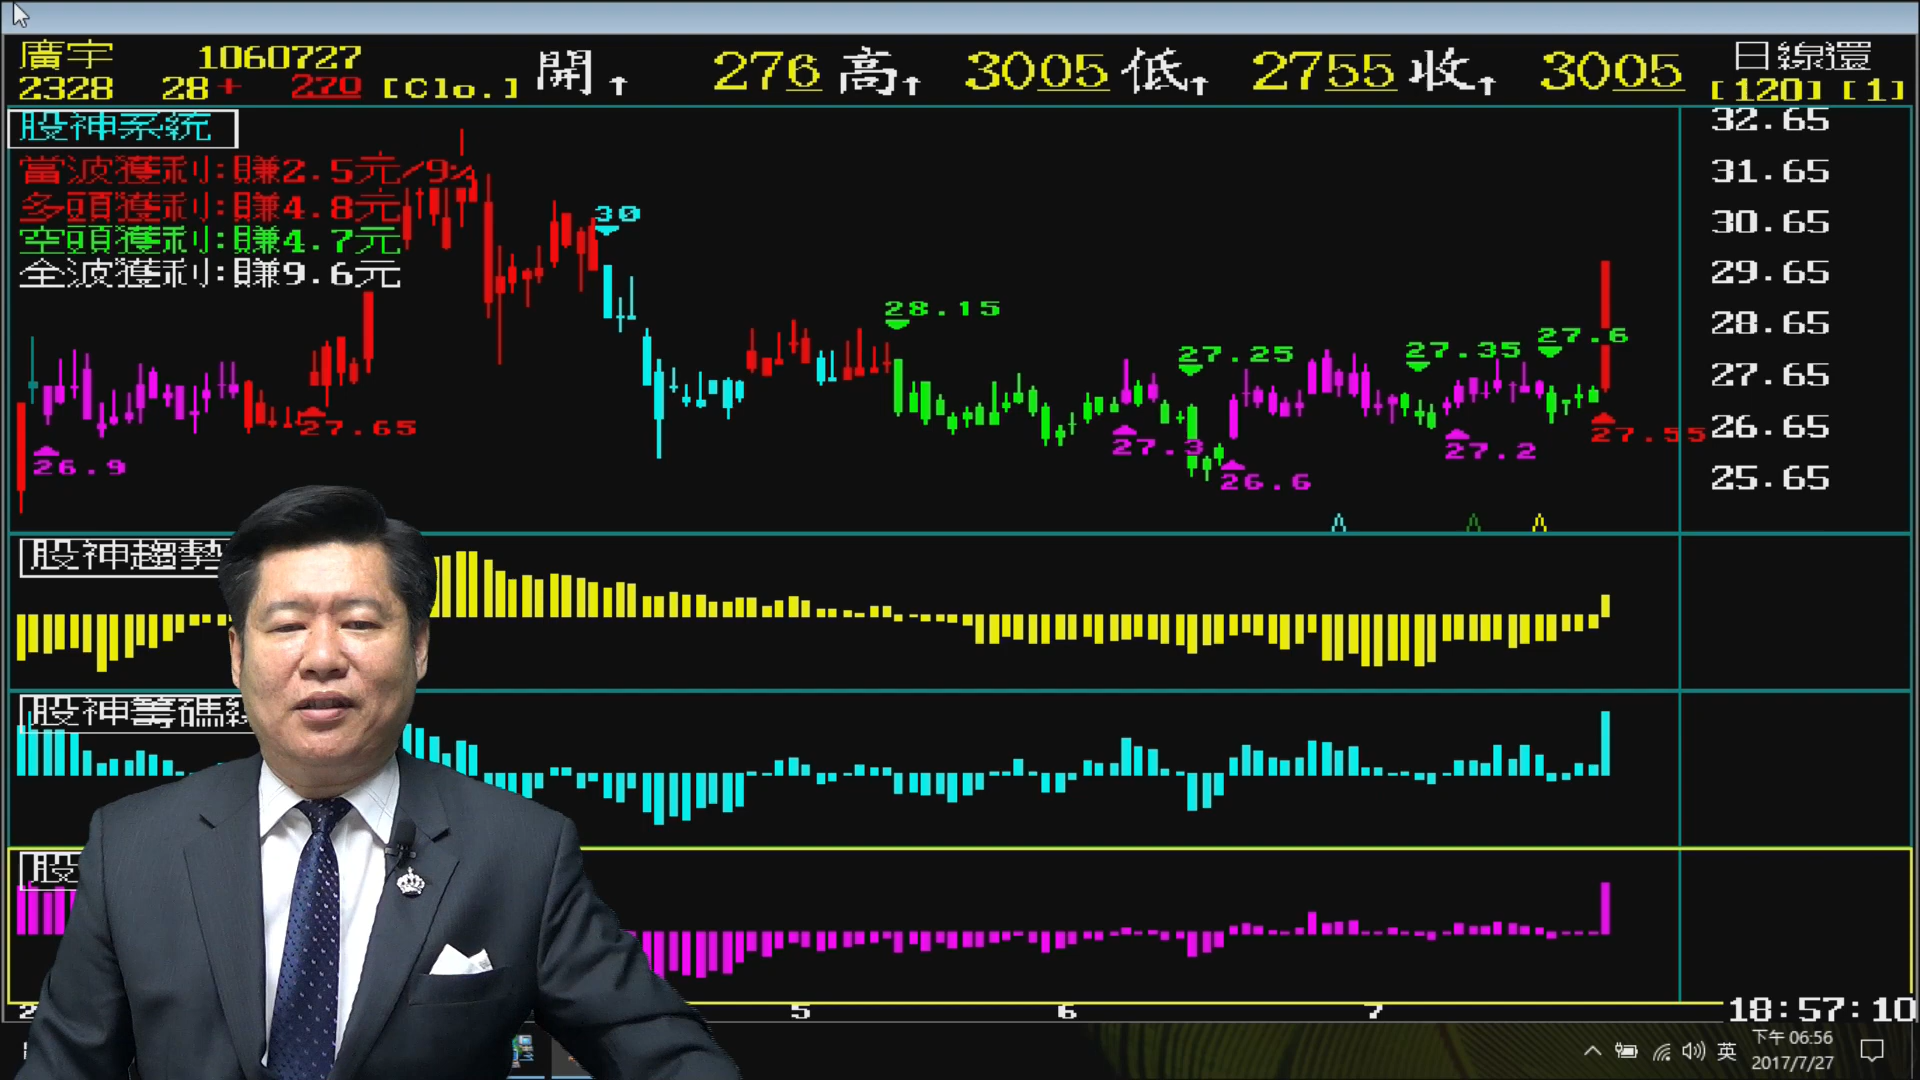 廣宇 1060727 開↑ 276 高↑ 3005 低↑ 2755 收↑ 3005 日線還
2328 28+ 270 [Clo.] [120] [1]
股神系統
當波獲利:賺2.5元/9%
多頭獲利:賺4.8元
空頭獲利:賺4.7元
全波獲利:賺9.6元
32.65
31.65
30.65
29.65
28.65
27.65
26.65
25.65
30
28.15
27.25
27.35
27.6
27.65
26.9
27.3
26.6
27.2
27.55
股神趨勢
股神籌碼
股
5 6 7
18:57:10
英
下午 06:56
2017/7/27